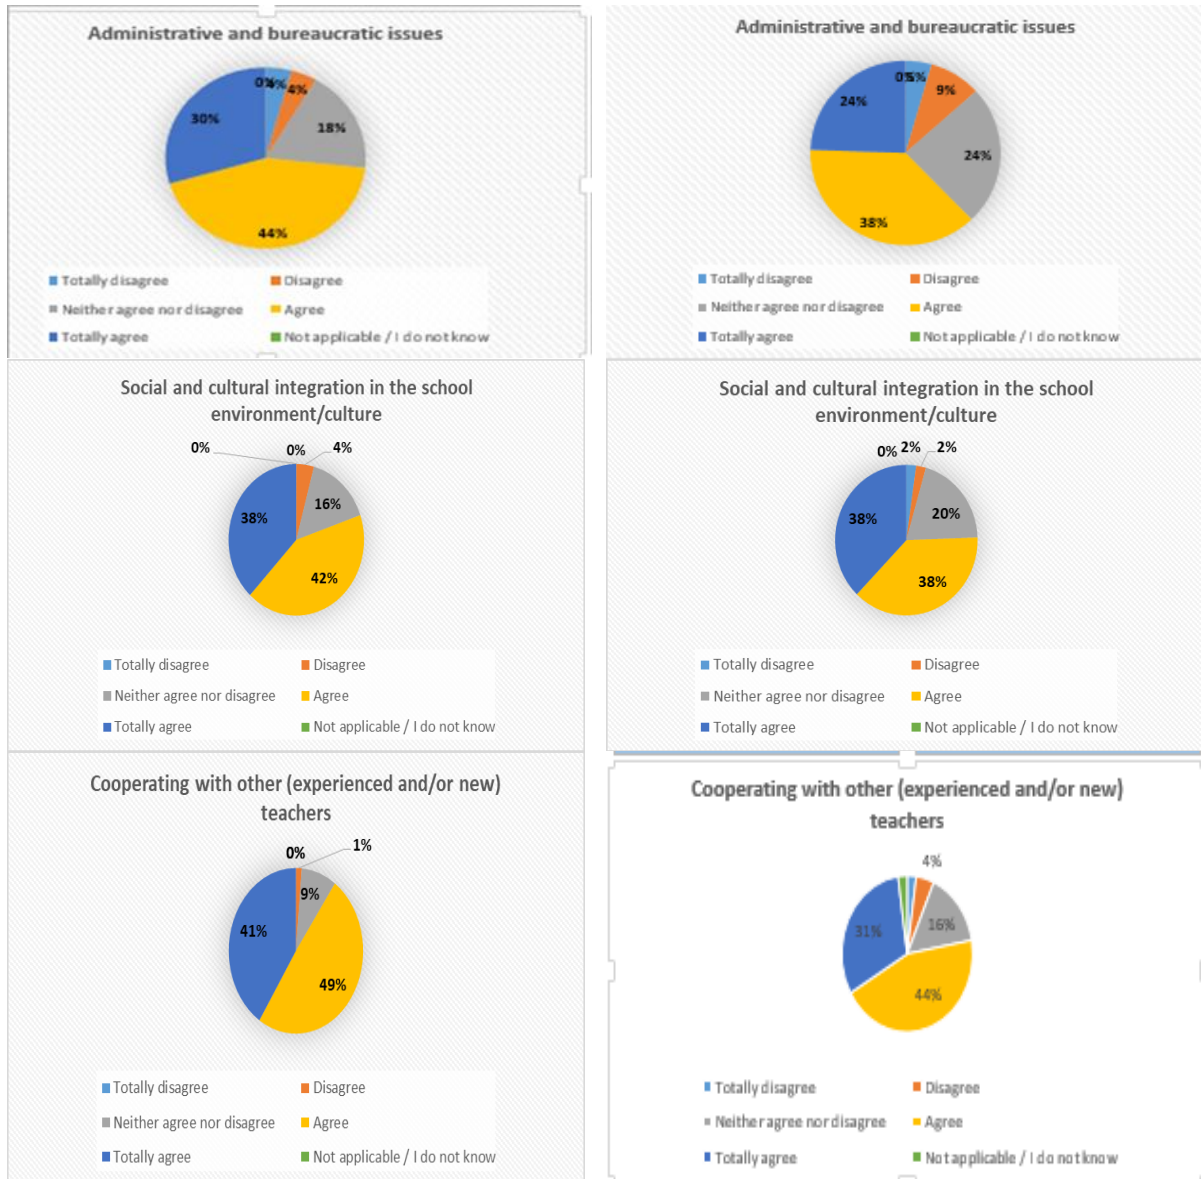 Administrative and bureaucratic issues
0%
4%
4%
18%
30%
44%
Totally disagree
Disagree
Neither agree nor disagree
Agree
Totally agree
Not applicable / I do not know
Administrative and bureaucratic issues
0%
5%
9%
24%
24%
38%
Totally disagree
Disagree
Neither agree nor disagree
Agree
Totally agree
Not applicable / I do not know
Social and cultural integration in the school
environment/culture
0%
0%
4%
16%
38%
42%
Totally disagree
Disagree
Neither agree nor disagree
Agree
Totally agree
Not applicable / I do not know
Social and cultural integration in the school
environment/culture
0%
2%
2%
20%
38%
38%
Totally disagree
Disagree
Neither agree nor disagree
Agree
Totally agree
Not applicable / I do not know
Cooperating with other (experienced and/or new)
teachers
0%
1%
9%
41%
49%
Totally disagree
Disagree
Neither agree nor disagree
Agree
Totally agree
Not applicable / I do not know
Cooperating with other (experienced and/or new)
teachers
4%
16%
31%
44%
Totally disagree
Disagree
Neither agree nor disagree
Agree
Totally agree
Not applicable / I do not know